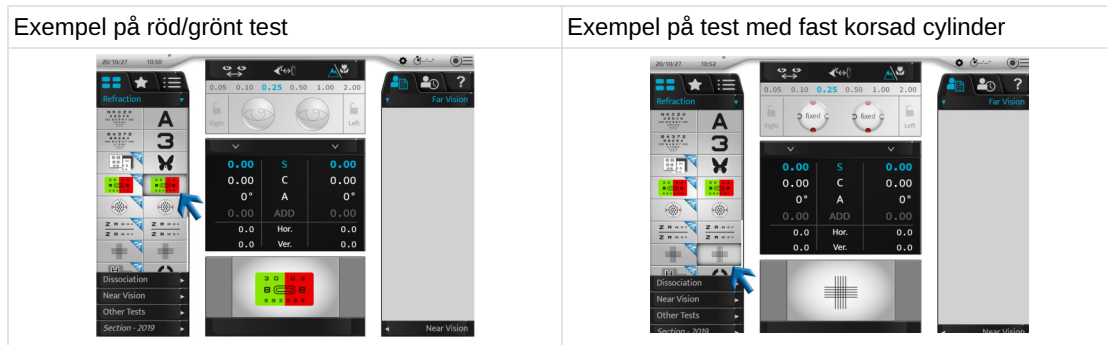 Exempel på röd/grönt test
20/10/27 10:50
0.05 0.10 0.25 0.50 1.00 2.00
Refraction
Far Vision
Right
Left
A
3
0.00 S 0.00
0.00 C 0.00
0° A 0°
0.00 ADD 0.00
0.0 Hor. 0.0
0.0 Ver. 0.0
Dissociation
Near Vision
Other Tests
Section - 2019
Near Vision
Exempel på test med fast korsad cylinder
20/10/27 10:52
0.05 0.10 0.25 0.50 1.00 2.00
Refraction
Far Vision
Right
fixed
fixed
Left
A
3
0.00 S 0.00
0.00 C 0.00
0° A 0°
0.00 ADD 0.00
0.0 Hor. 0.0
0.0 Ver. 0.0
Dissociation
Near Vision
Other Tests
Section - 2019
Near Vision